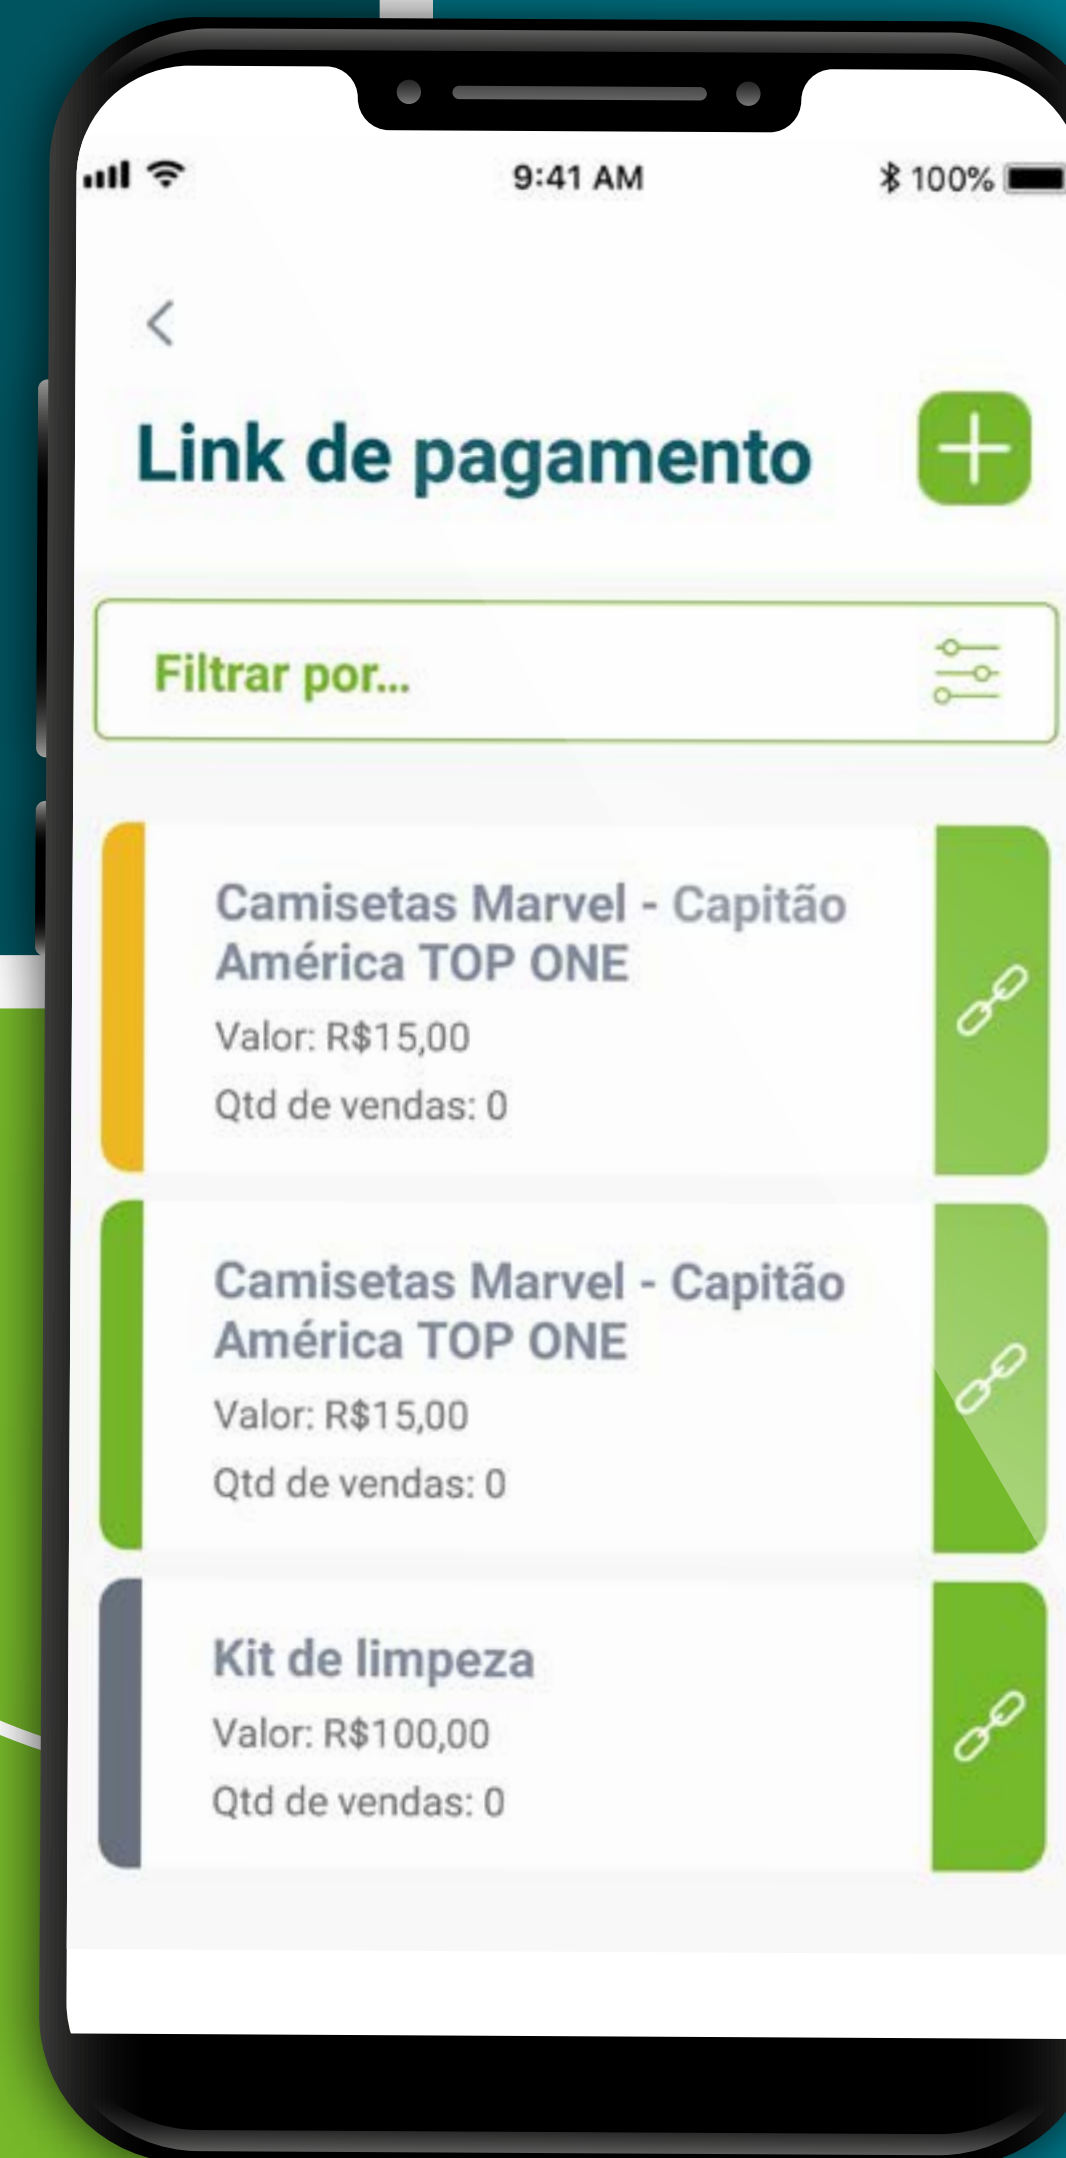 9:41 AM
100%
Link de pagamento
Filtrar por...
Camisetas Marvel - Capitão
América TOP ONE
Valor: R$15,00
Qtd de vendas: 0
Camisetas Marvel - Capitão
América TOP ONE
Valor: R$15,00
Qtd de vendas: 0
Kit de limpeza
Valor: R$100,00
Qtd de vendas: 0